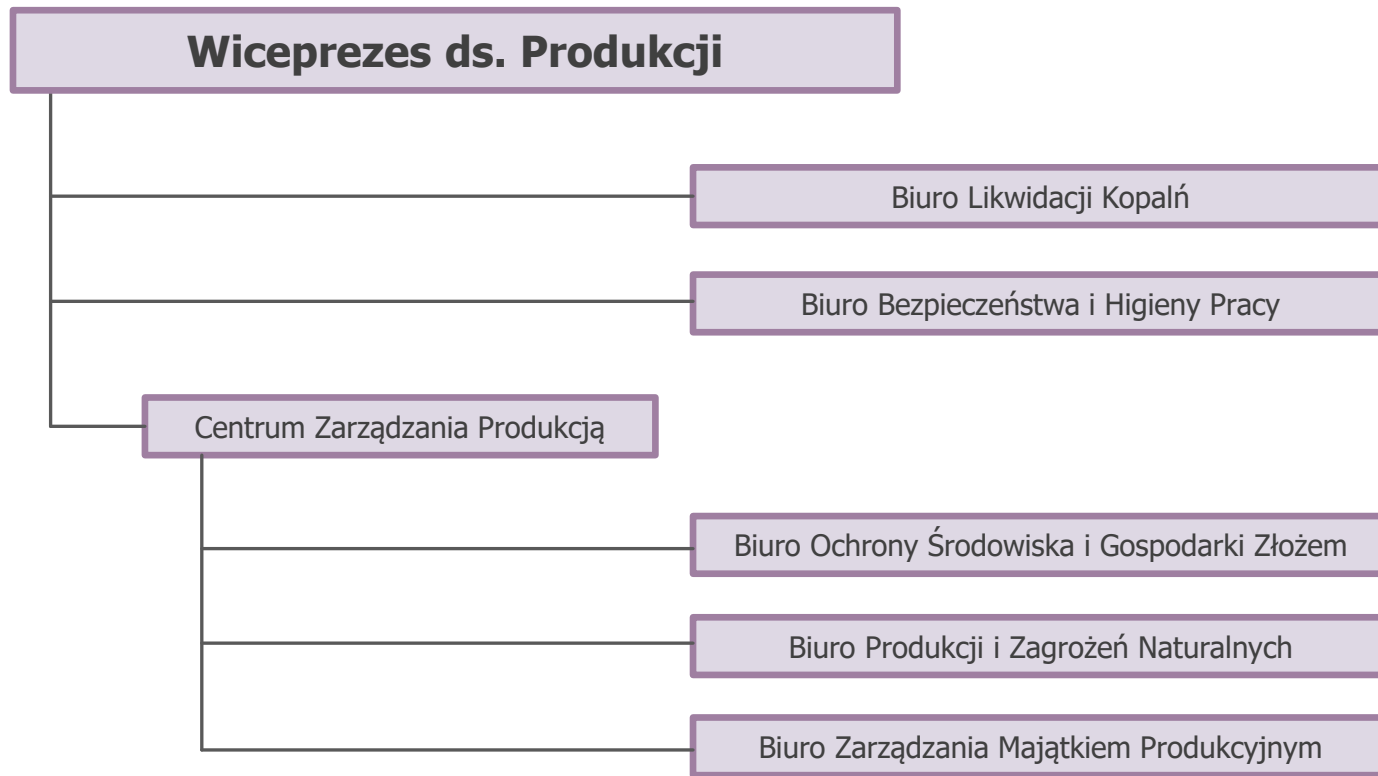 Wiceprezes ds. Produkcji
Biuro Likwidacji Kopalń
Biuro Bezpieczeństwa i Higieny Pracy
Centrum Zarządzania Produkcją
Biuro Ochrony Środowiska i Gospodarki Złożem
Biuro Produkcji i Zagrożeń Naturalnych
Biuro Zarządzania Majątkiem Produkcyjnym